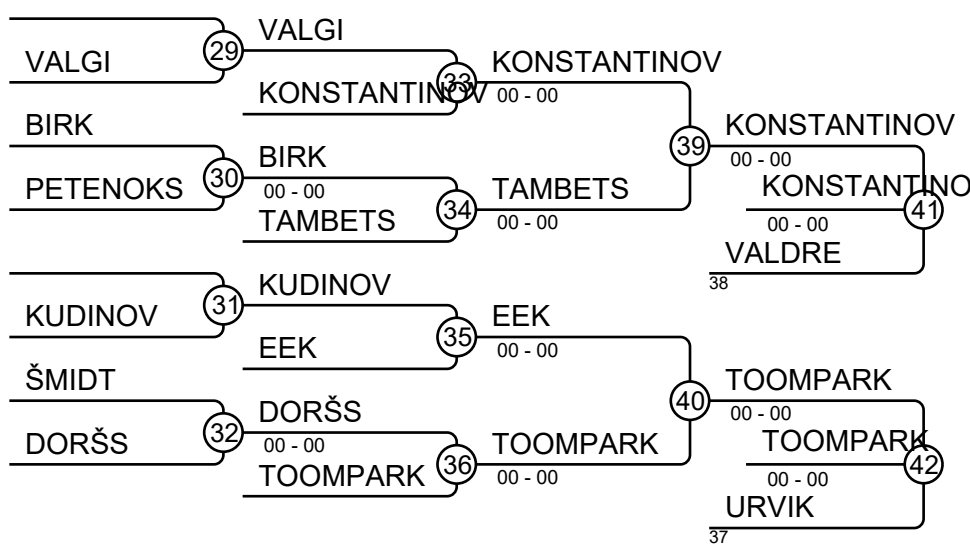 VALGI
29
VALGI
KONSTANTINOV
33
KONSTANTINOV
00 - 00
BIRK
PETENOKS
30
BIRK
00 - 00
TAMBETS
34
TAMBETS
00 - 00
39
KONSTANTINOV
00 - 00
KONSTANTINO
00 - 00
41
VALDRE
38
KUDINOV
31
KUDINOV
EEK
35
EEK
00 - 00
ŠMIDT
DORŠS
32
DORŠS
00 - 00
TOOMPARK
36
TOOMPARK
00 - 00
40
TOOMPARK
00 - 00
TOOMPARK
00 - 00
42
URVIK
37